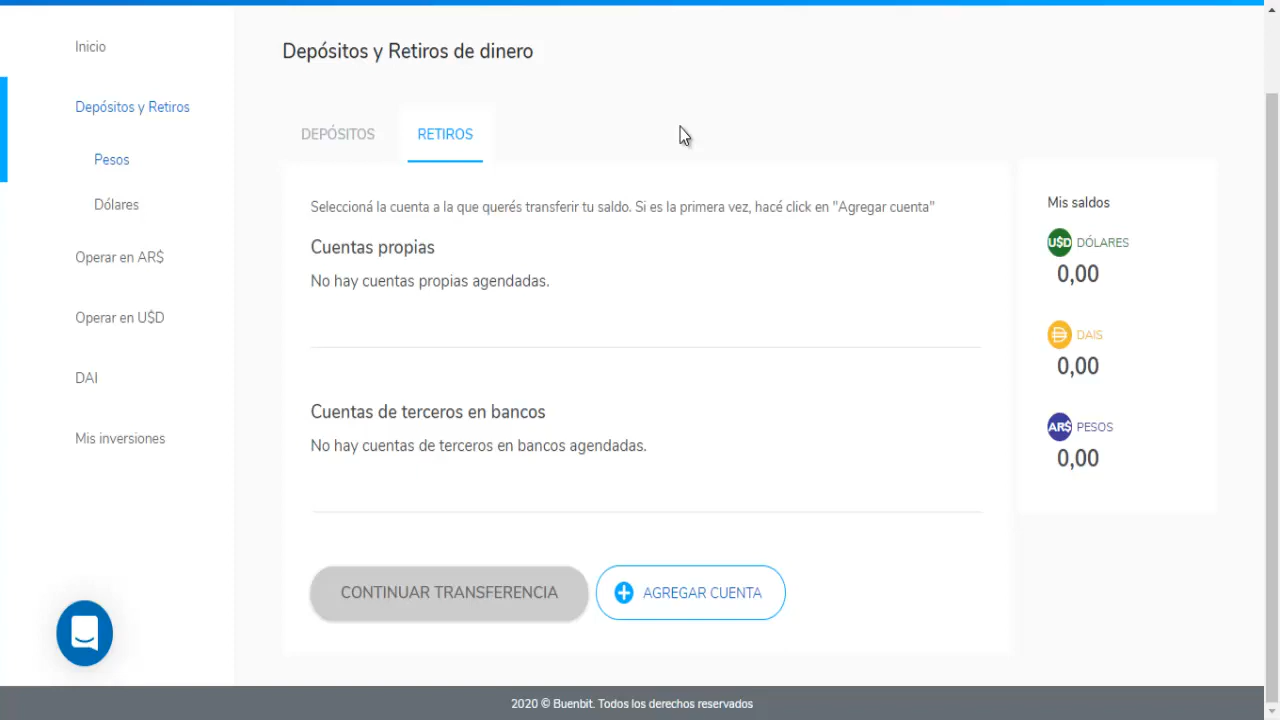 Inicio
Depósitos y Retiros
Pesos
Dólares
Operar en AR$
Operar en U$D
DAI
Mis inversiones
Depósitos y Retiros de dinero
DEPÓSITOS
RETIROS
Seleccioná la cuenta a la que querés transferir tu saldo. Si es la primera vez, hacé click en "Agregar cuenta"
Cuentas propias
No hay cuentas propias agendadas.
Cuentas de terceros en bancos
No hay cuentas de terceros en bancos agendadas.
CONTINUAR TRANSFERENCIA
AGREGAR CUENTA
Mis saldos
U$D DÓLARES
0,00
DAIS
0,00
AR$ PESOS
0,00
2020 © Buenbit. Todos los derechos reservados